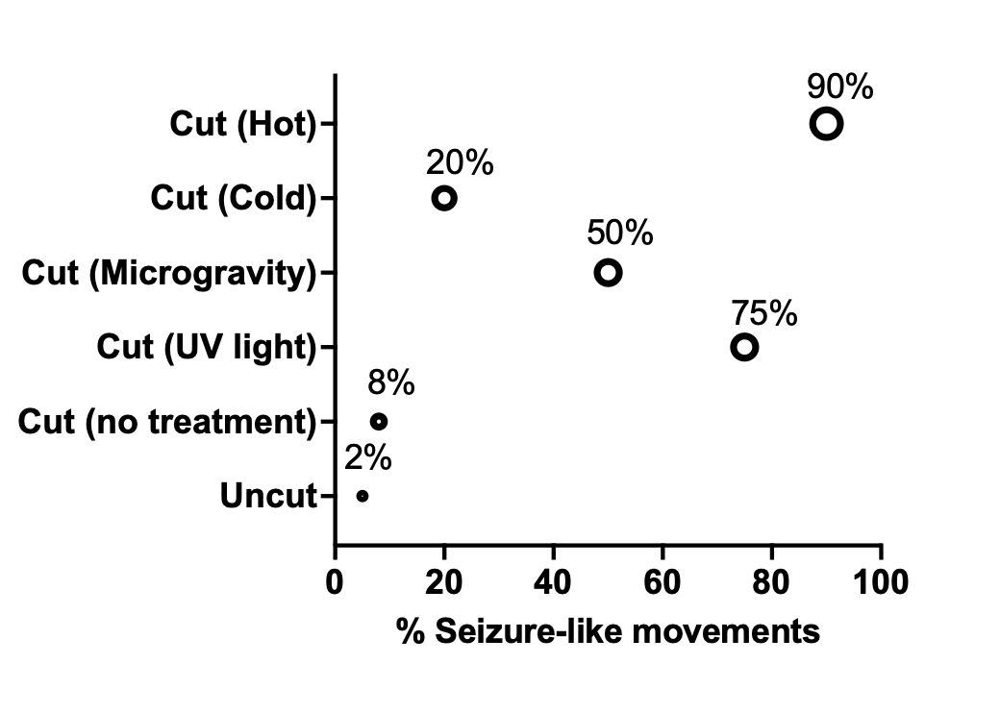 90%
Cut (Hot)
20%
Cut (Cold)
50%
Cut (Microgravity)
75%
Cut (UV light)
8%
Cut (no treatment)
2%
Uncut
0 20 40 60 80 100
% Seizure-like movements